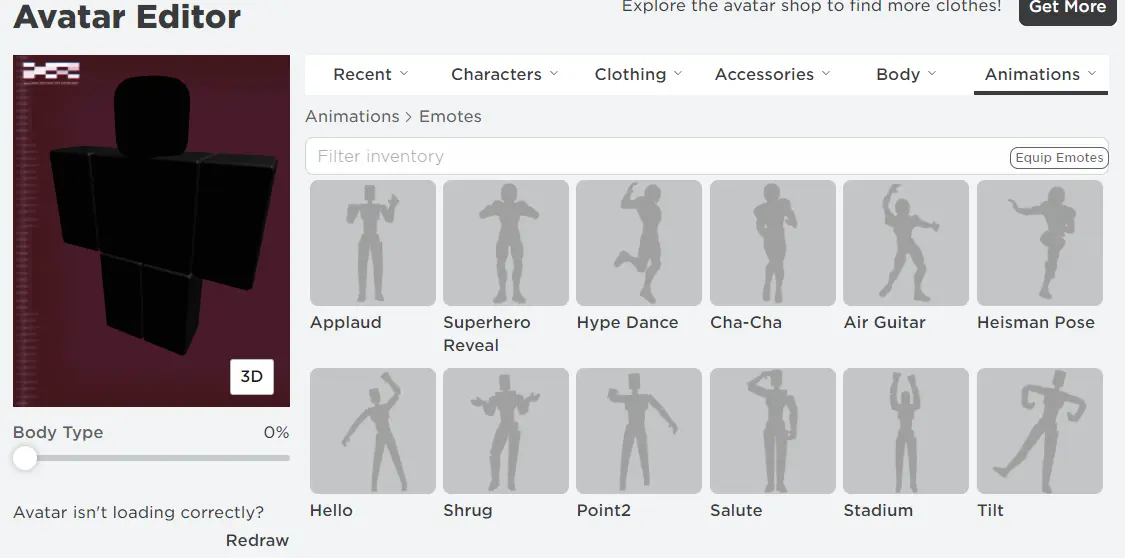 Avatar Editor
Explore the avatar shop to find more clothes!
Get More
Recent
Characters
Clothing
Accessories
Body
Animations
Animations > Emotes
Filter inventory
Equip Emotes
Applaud
Superhero
Reveal
Hype Dance
Cha-Cha
Air Guitar
Heisman Pose
3D
Body Type
0%
Hello
Shrug
Point2
Salute
Stadium
Tilt
Avatar isn't loading correctly?
Redraw